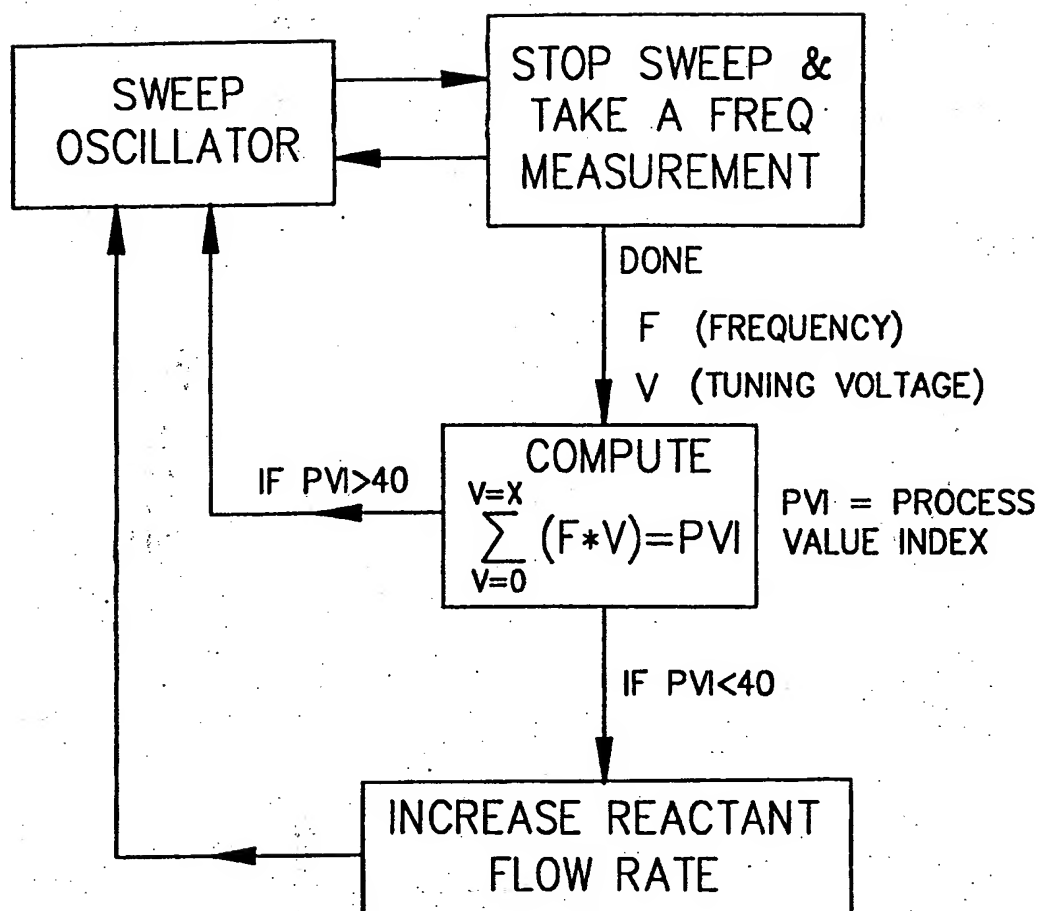 SWEEP
OSCILLATOR
STOP SWEEP &
TAKE A FREQ
MEASUREMENT
DONE
F (FREQUENCY)
V (TUNING VOLTAGE)
IF PVI>40
COMPUTE
V=X
∑ (F*V)=PVI
V=0
PVI = PROCESS
VALUE INDEX
IF PVI<40
INCREASE REACTANT
FLOW RATE